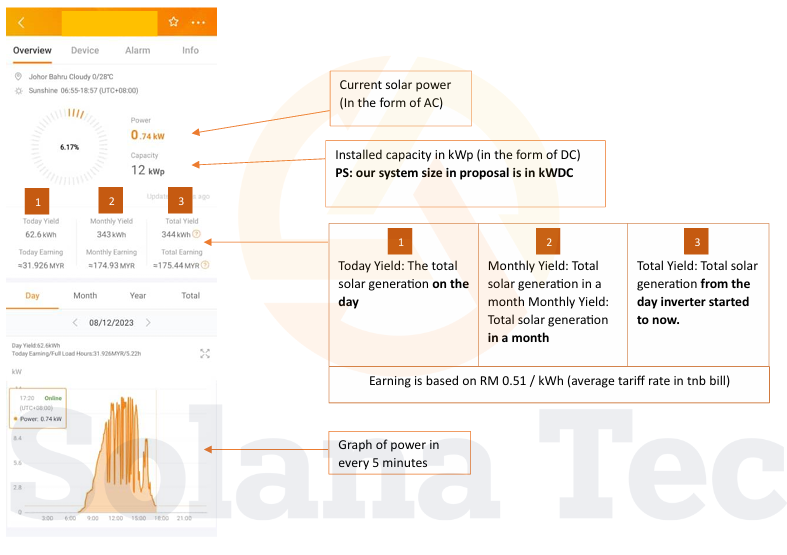 Overview Device Alarm Info
Johor Bahru Cloudy 0/28℃
Sunshine 06:55-18:57 (UTC+08:00)
6.17%
Power
0.74 kW
Capacity
12 kWp
ago
1 2 3
Today Yield Monthly Yield Total Yield
62.6 kWh 343 kWh 344 kWh
Today Earning Monthly Earning Total Earning
≈31.926 MYR ≈174.93 MYR ≈175.44 MYR
Day Month Year Total
08/12/2023
Day Yield:62.6kWh
Today Earning/Full Load Hours:31.926MYR/5.22h
kW
17:20 Online
(UTC+08:00)
Power: 0.74 kW
8.4
5.6
2.8
0
3:00 6:00 9:00 12:00 15:00 18:00 21:00
Current solar power
(In the form of AC)
Installed capacity in kWp (in the form of DC)
PS: our system size in proposal is in kWDC
1
Today Yield: The total
solar generation on the
day
2
Monthly Yield: Total
solar generation in a
month Monthly Yield:
Total solar generation
in a month
3
Total Yield: Total solar
generation from the
day inverter started
to now.
Earning is based on RM 0.51 / kWh (average tariff rate in tnb bill)
Graph of power in
every 5 minutes
Solana Tec